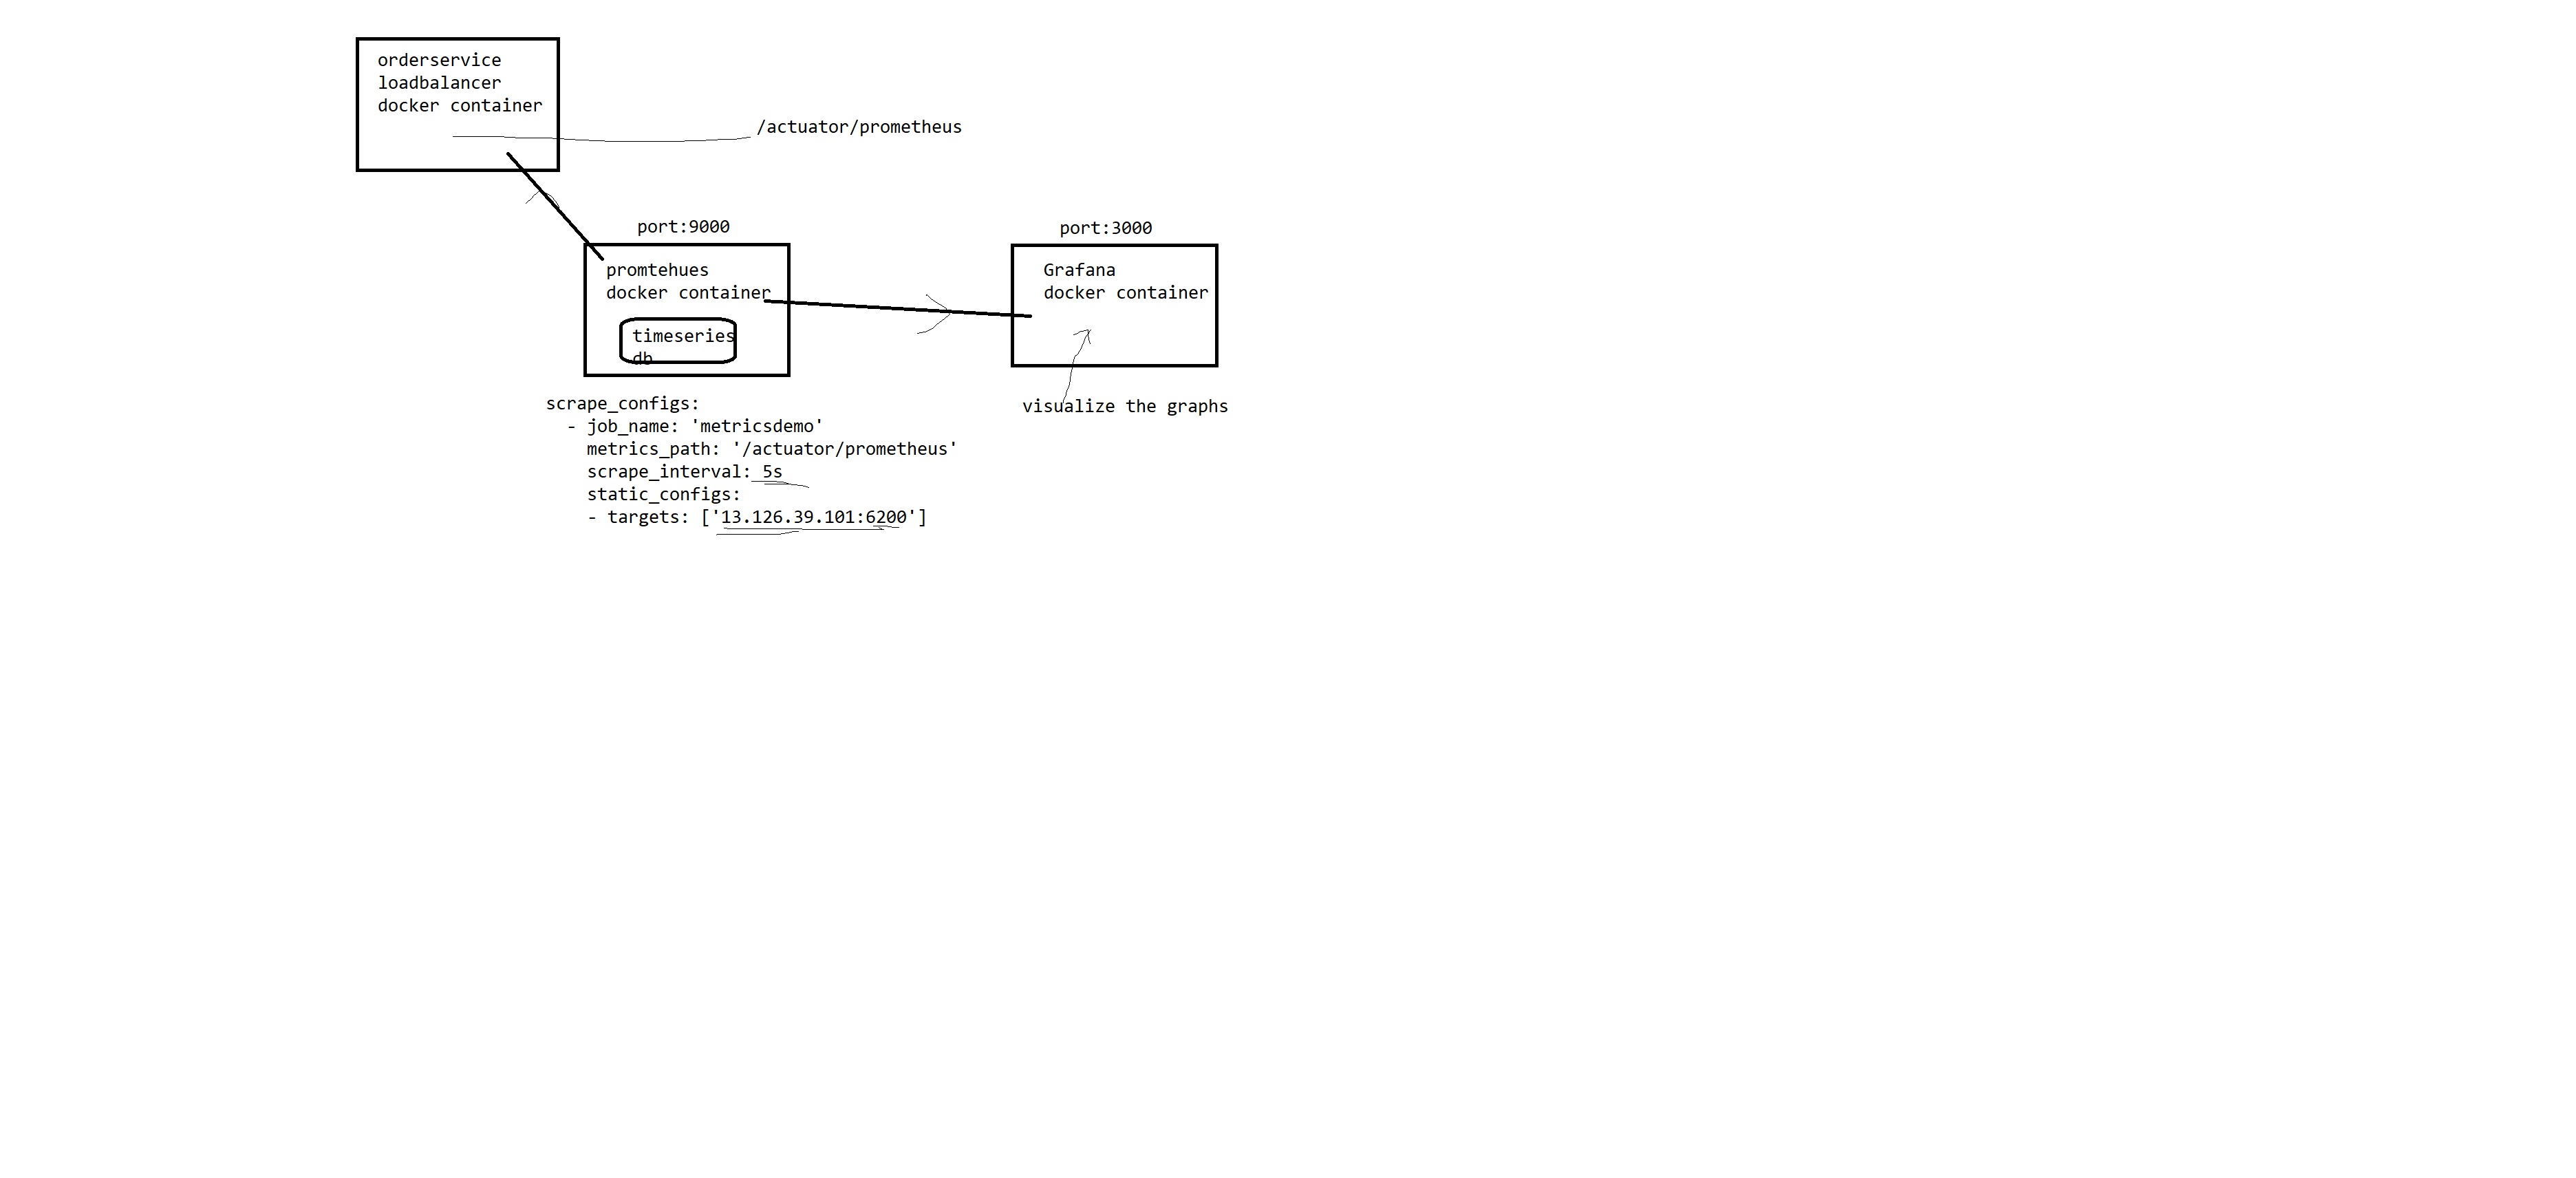 orderservice
loadbalancer
docker container
/actuator/prometheus
port:9000
promtehues
docker container
timeseries
db
port:3000
Grafana
docker container
visualize the graphs
scrape_configs:
  - job_name: 'metricsdemo'
    metrics_path: '/actuator/prometheus'
    scrape_interval: 5s
    static_configs:
    - targets: ['13.126.39.101:6200']